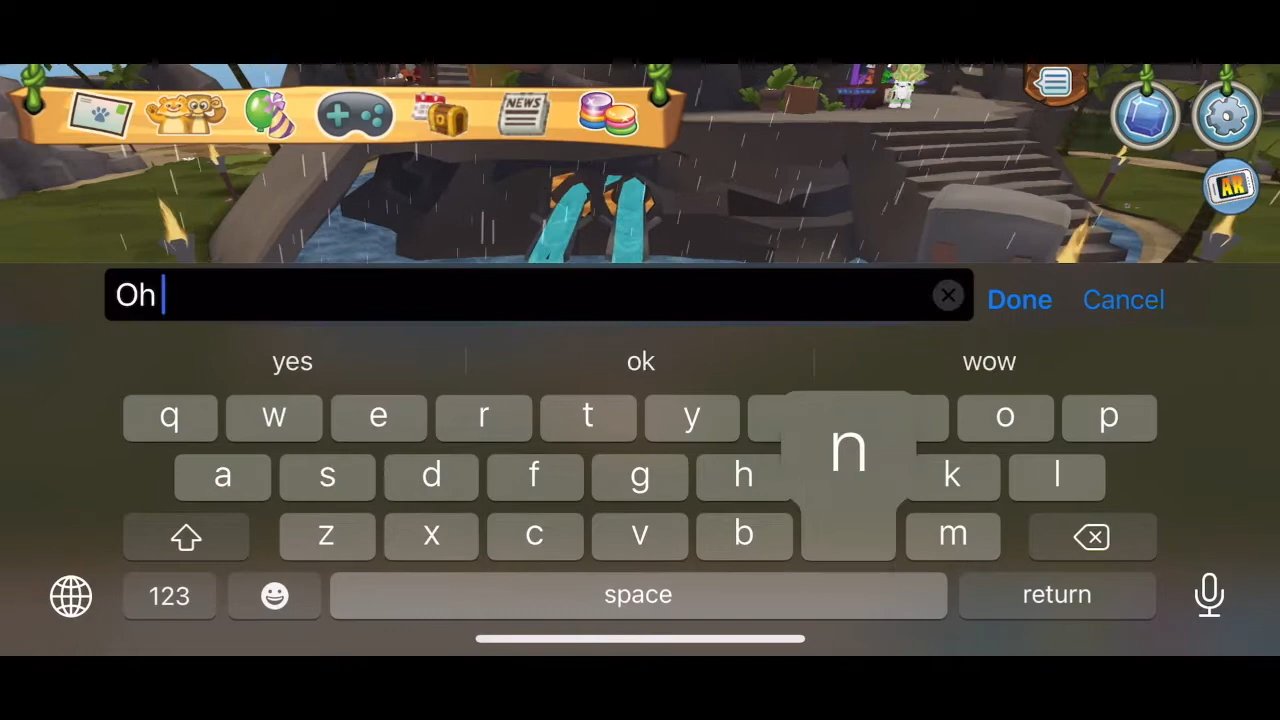 NEWS
AR
Oh
Done Cancel
yes ok wow
q w e r t y o p
a s d f g h k l
z x c v b n m
123 space return